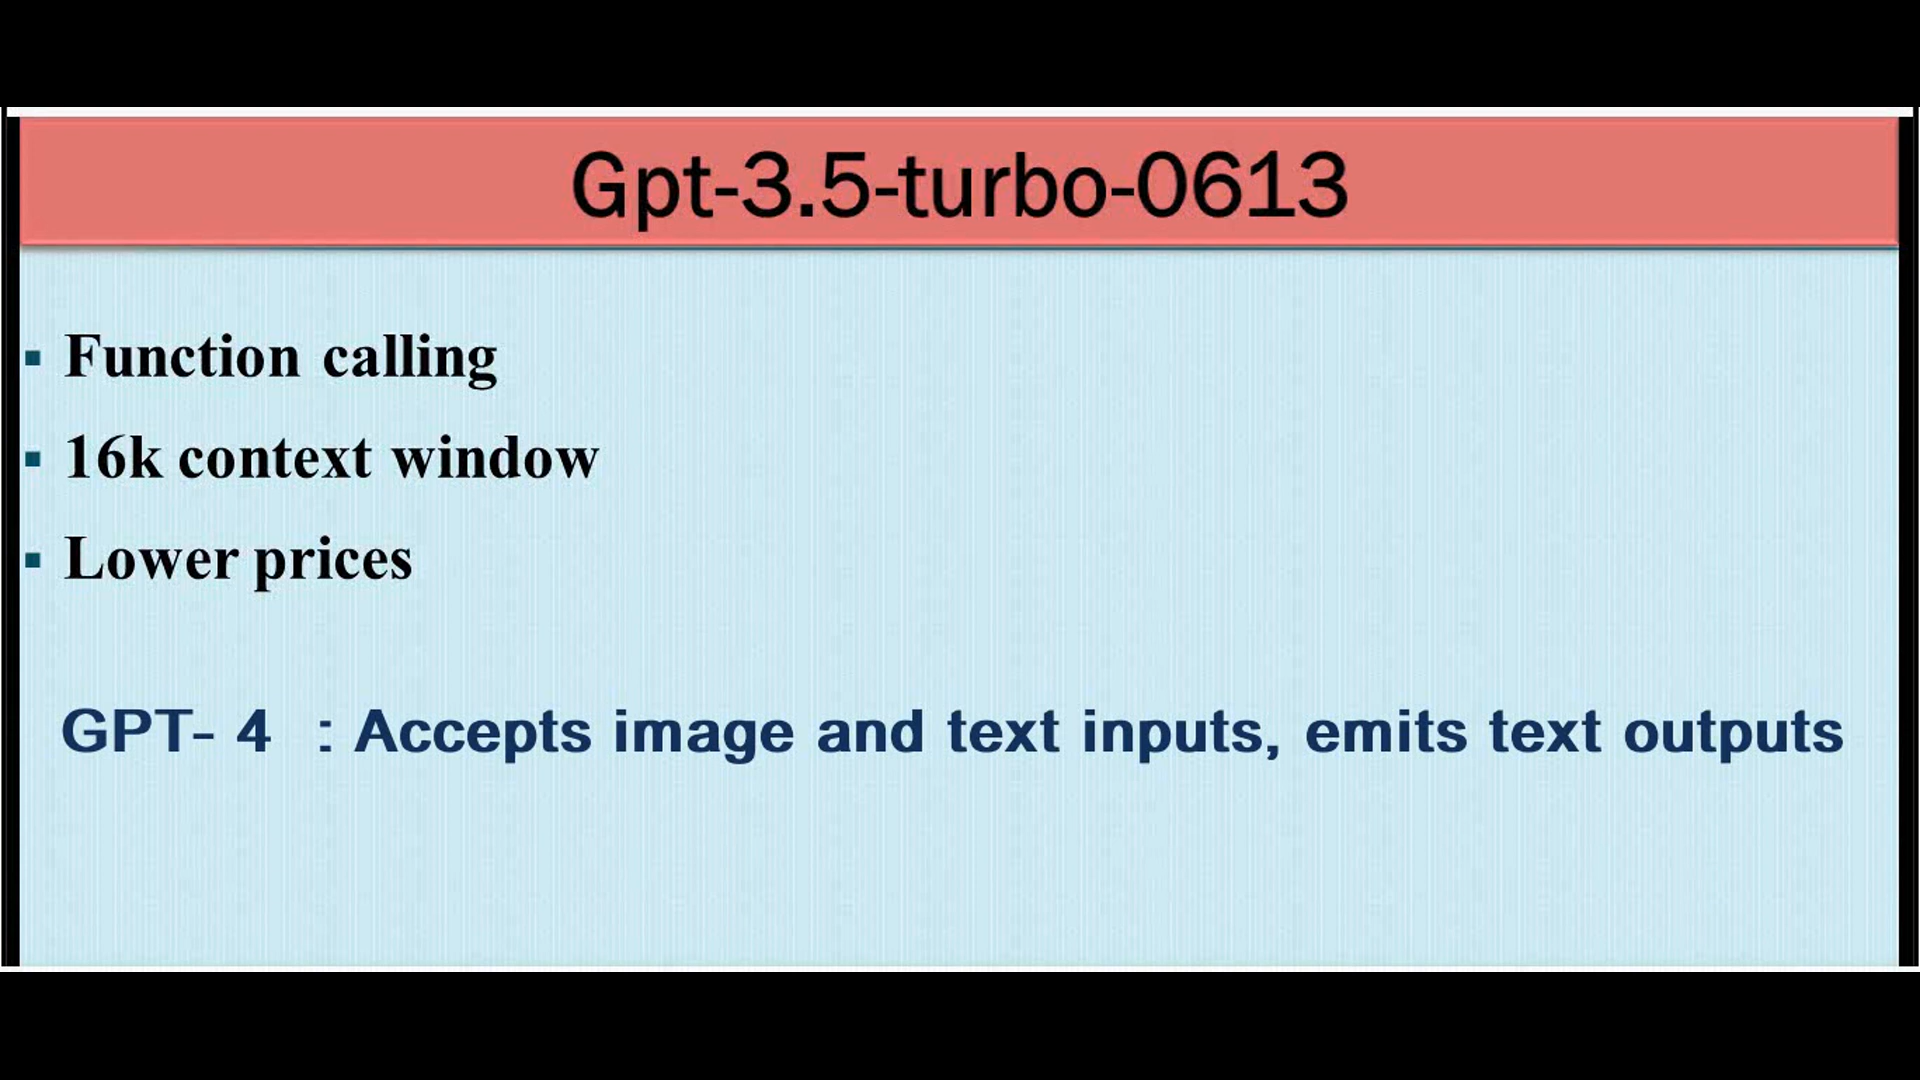 Gpt-3.5-turbo-0613
▪ Function calling
▪ 16k context window
▪ Lower prices
GPT- 4 : Accepts image and text inputs, emits text outputs